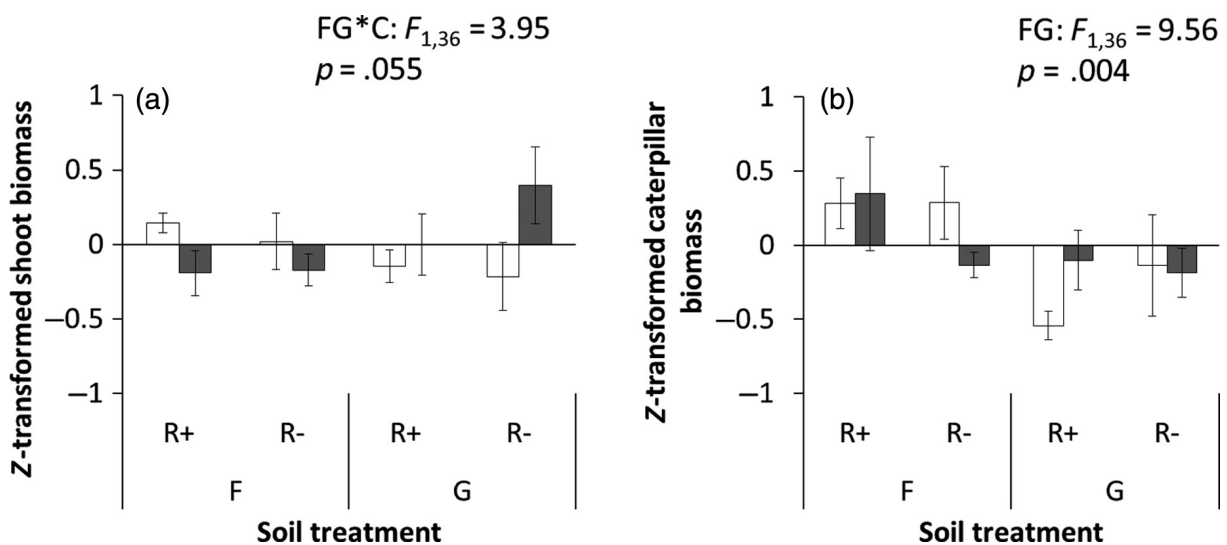 FG*C: F1,36 = 3.95
p = .055
(a)
Z-transformed shoot biomass
1
0.5
0
–0.5
–1
R+ R- R+ R-
F G
Soil treatment
FG: F1,36 = 9.56
p = .004
(b)
Z-transformed caterpillar
biomass
1
0.5
0
–0.5
–1
R+ R- R+ R-
F G
Soil treatment